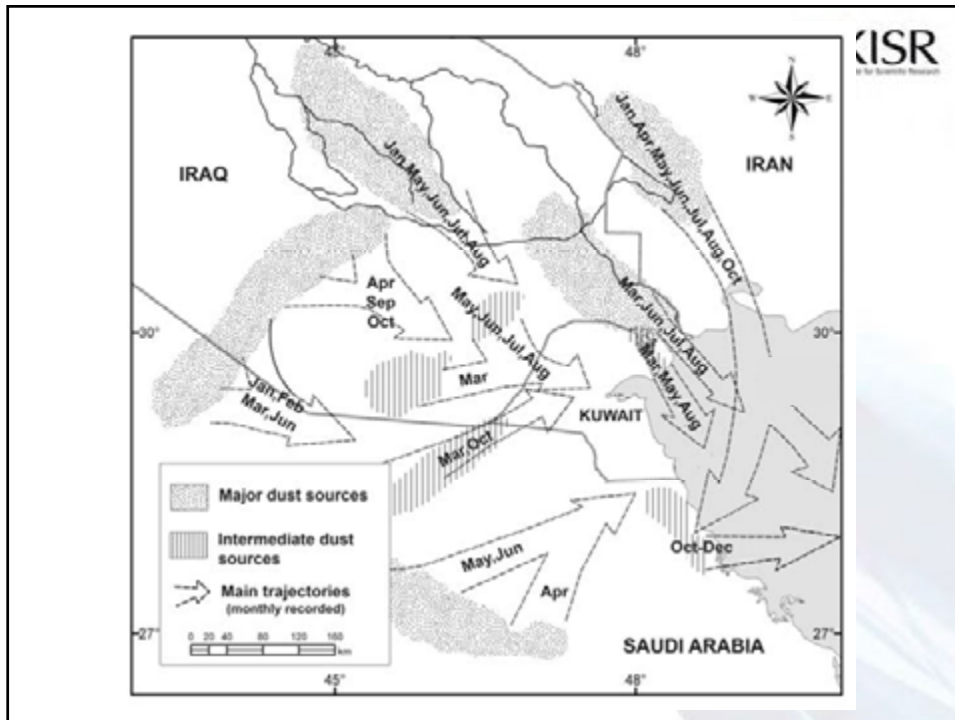 KISR
for Scientific Research
45°
48°
N
W
E
S
IRAQ
IRAN
Jan,May,Jun,Jul,Aug
Jan,Apr,May,Jun,Jul,Aug,Oct
Apr
Sep
Oct
May,Jun,Jul,Aug
Mar,Jun,Jul,Aug
30°
30°
Mar,May,Aug
Mar
Jan,Feb
Mar,Jun
KUWAIT
Mar,Oct
Major dust sources
Intermediate dust
sources
Main trajectories
(monthly recorded)
0 20 40 80 120 160
km
Oct-Dec
May,Jun
Apr
27°
27°
SAUDI ARABIA
45°
48°